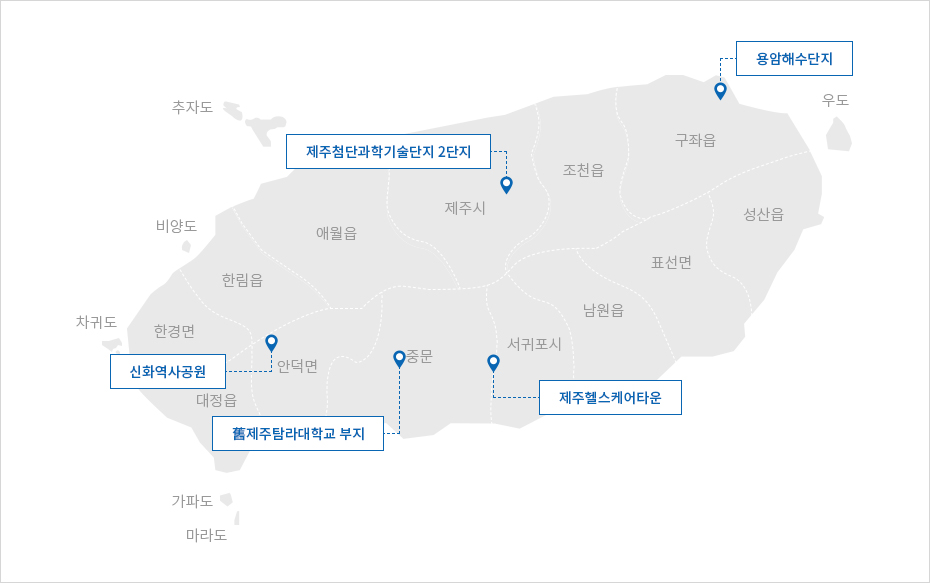 용암해수단지
우도
추자도
구좌읍
제주첨단과학기술단지 2단지
조천읍
제주시
성산읍
비양도
애월읍
표선면
한림읍
남원읍
차귀도
한경면
서귀포시
중문
안덕면
신화역사공원
제주헬스케어타운
대정읍
舊제주탐라대학교 부지
가파도
마라도